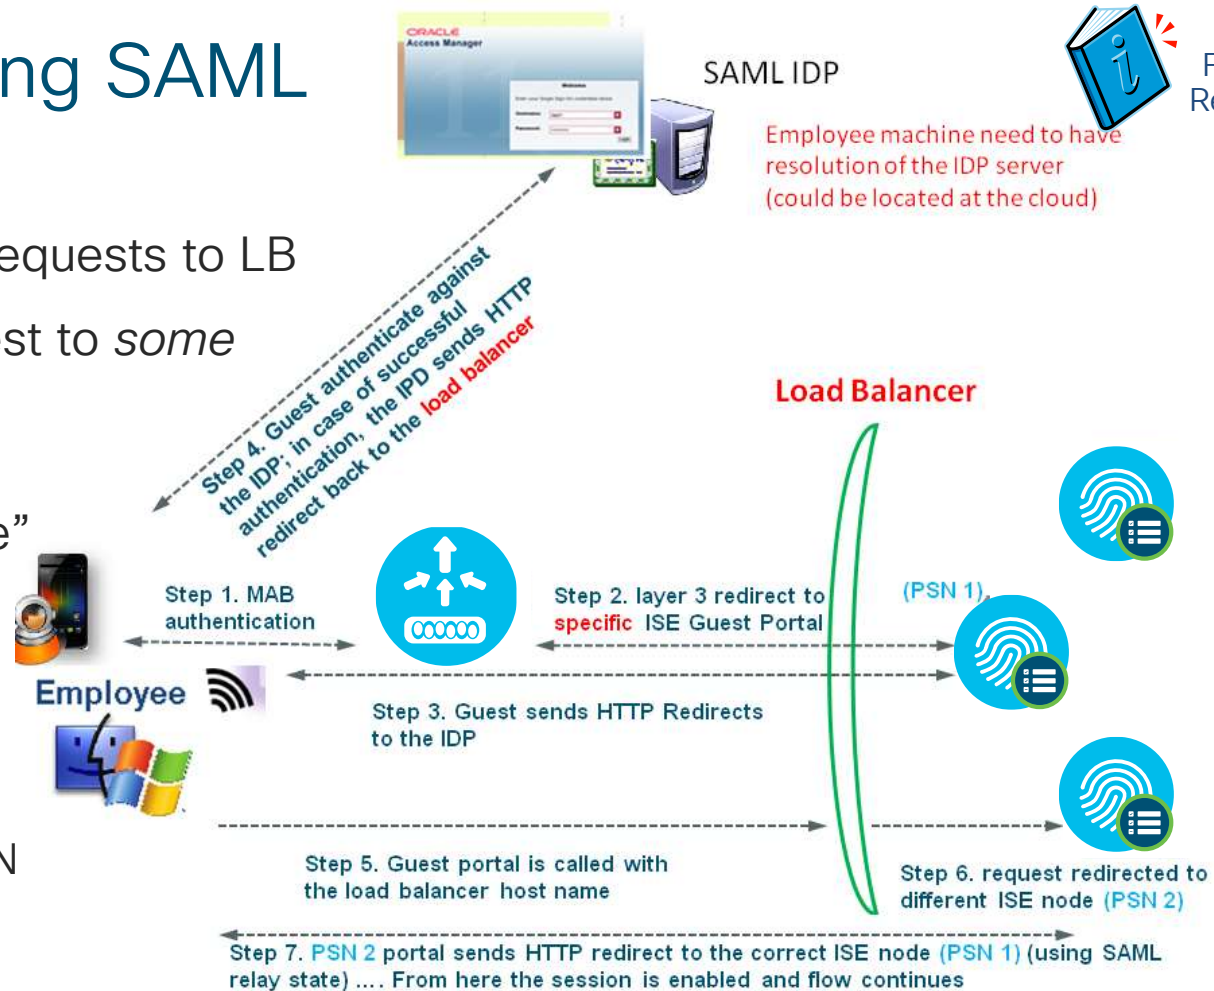 ng SAML
equests to LB
est to some
e”
N
ORACLE
Access Manager
Welcome
SAML IDP
Employee machine need to have
resolution of the IDP server
(could be located at the cloud)
Step 4. Guest authenticate against
the IDP; in case of successful
authentication, the IPD sends HTTP
redirect back to the load balancer
Load Balancer
Step 1. MAB
authentication
Step 2. layer 3 redirect to
specific ISE Guest Portal
(PSN 1)
Employee
Step 3. Guest sends HTTP Redirects
to the IDP
Step 5. Guest portal is called with
the load balancer host name
Step 6. request redirected to
different ISE node (PSN 2)
Step 7. PSN 2 portal sends HTTP redirect to the correct ISE node (PSN 1) (using SAML
relay state) .... From here the session is enabled and flow continues